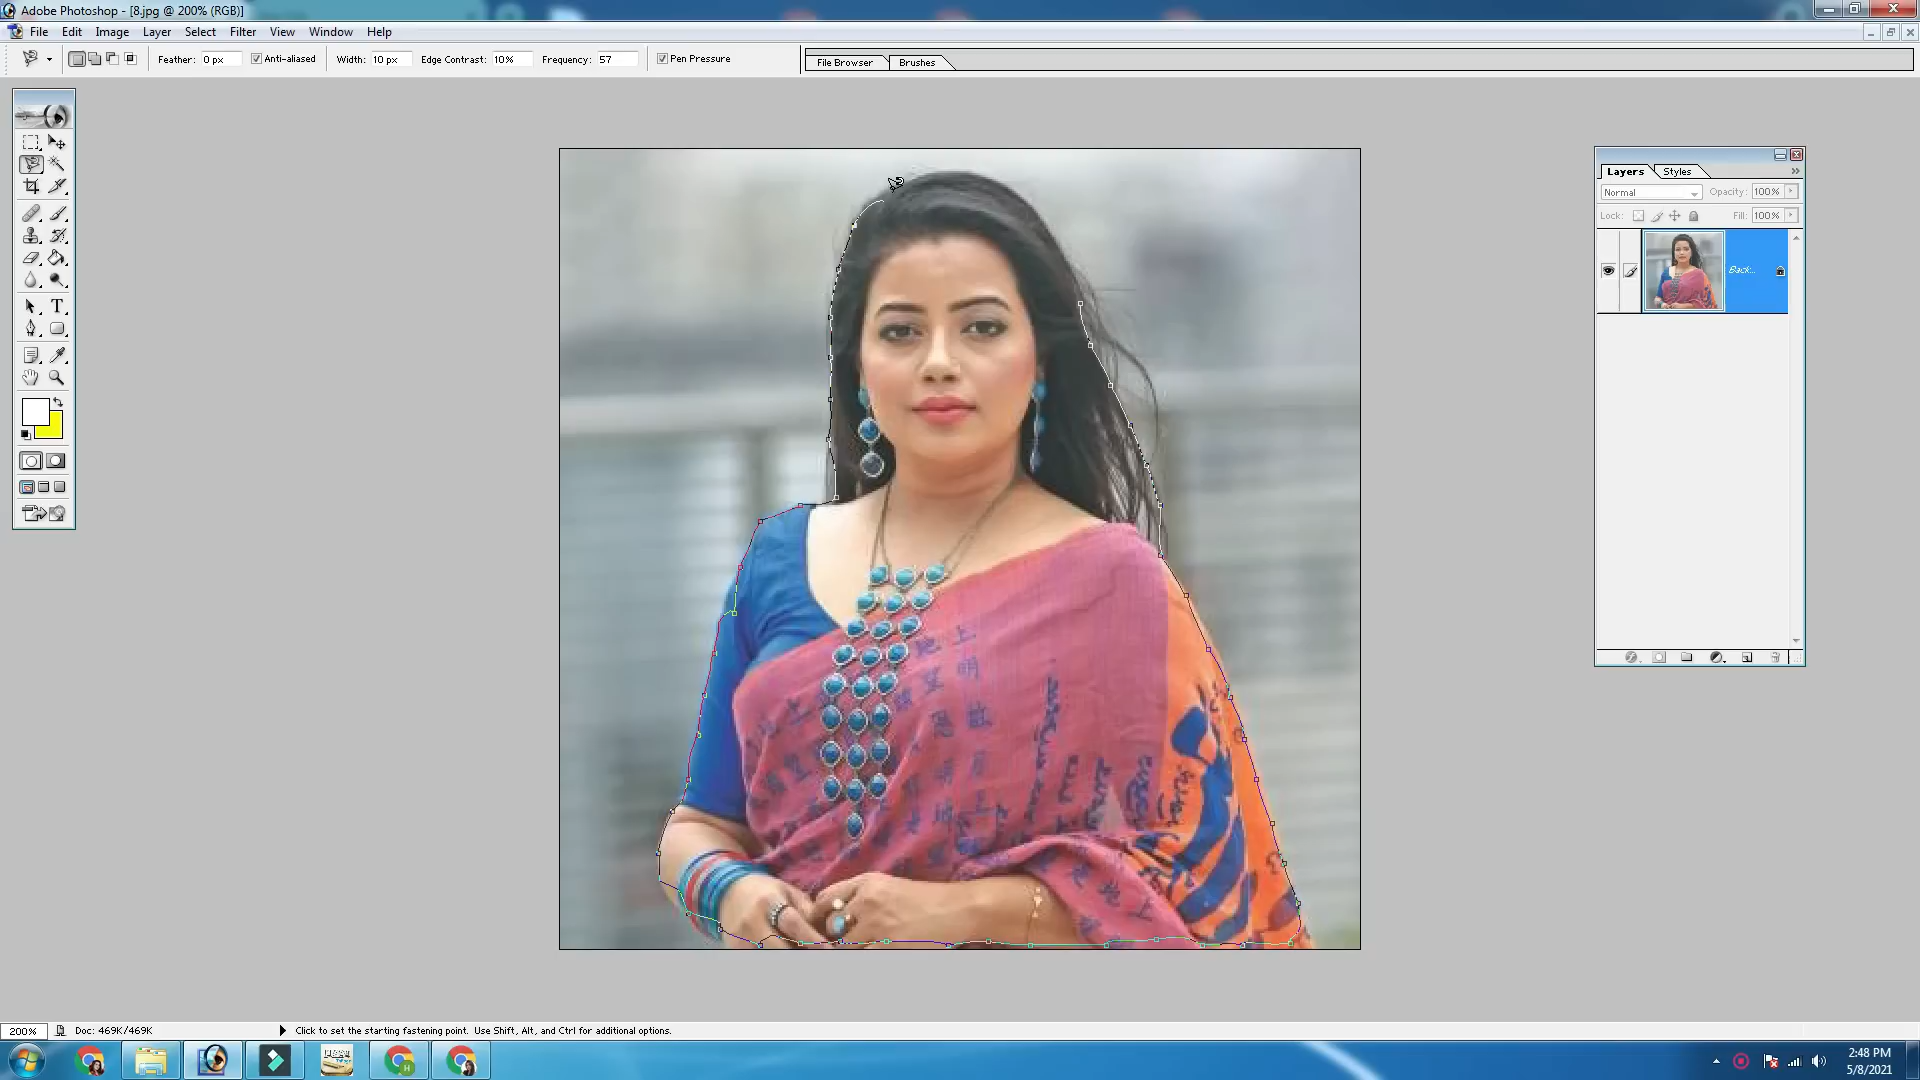 Adobe Photoshop - [8.jpg @ 200% (RGB)]
File Edit Image Layer Select Filter View Window Help
Feather: 0 px Anti-aliased Width: 10 px Edge Contrast: 10% Frequency: 57 Pen Pressure File Browser Brushes
Layers Styles
Normal Opacity: 100%
Lock: Fill: 100%
Back...
T
上
明
200% Doc: 469K/469K Click to set the starting fastening point. Use Shift, Alt, and Ctrl for additional options.
2:48 PM
5/8/2021